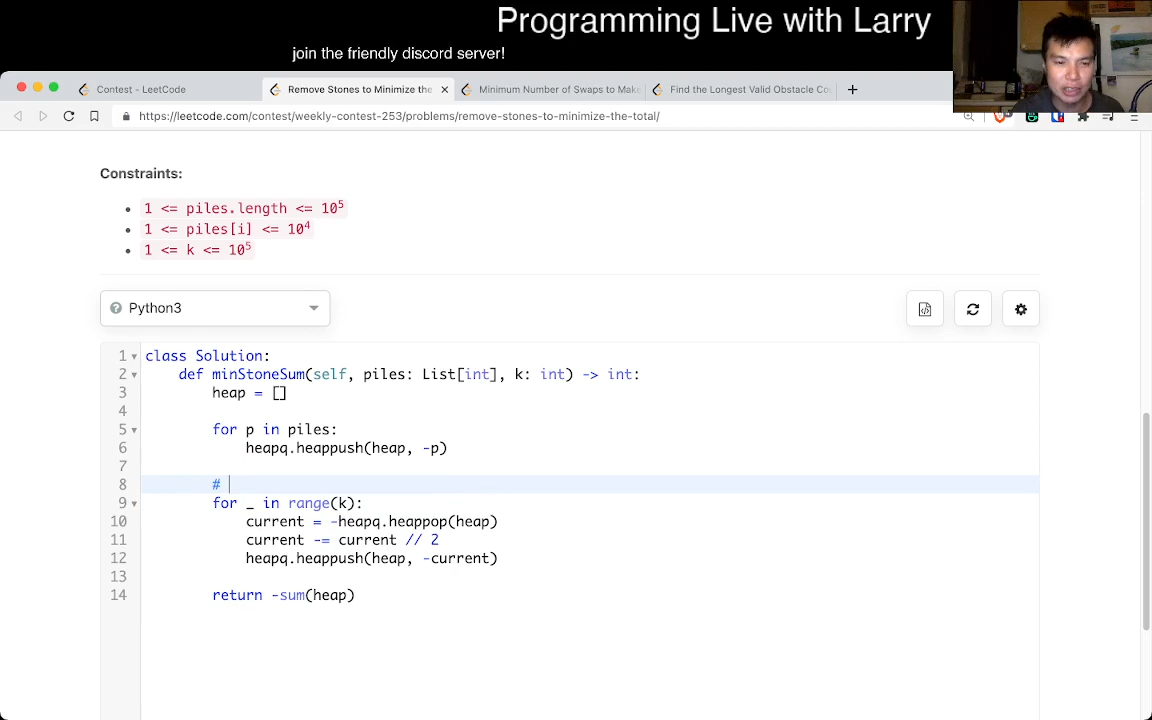 Programming Live with Larry
join the friendly discord server!
Contest - LeetCode
Remove Stones to Minimize the
Minimum Number of Swaps to Make
Find the Longest Valid Obstacle Co
https://leetcode.com/contest/weekly-contest-253/problems/remove-stones-to-minimize-the-total/
Constraints:
1 <= piles.length <= 10^5
1 <= piles[i] <= 10^4
1 <= k <= 10^5
Python3
1 class Solution:
2 def minStoneSum(self, piles: List[int], k: int) -> int:
3 heap = []
4
5 for p in piles:
6 heapq.heappush(heap, -p)
7
8 #
9 for _ in range(k):
10 current = -heapq.heappop(heap)
11 current -= current // 2
12 heapq.heappush(heap, -current)
13
14 return -sum(heap)